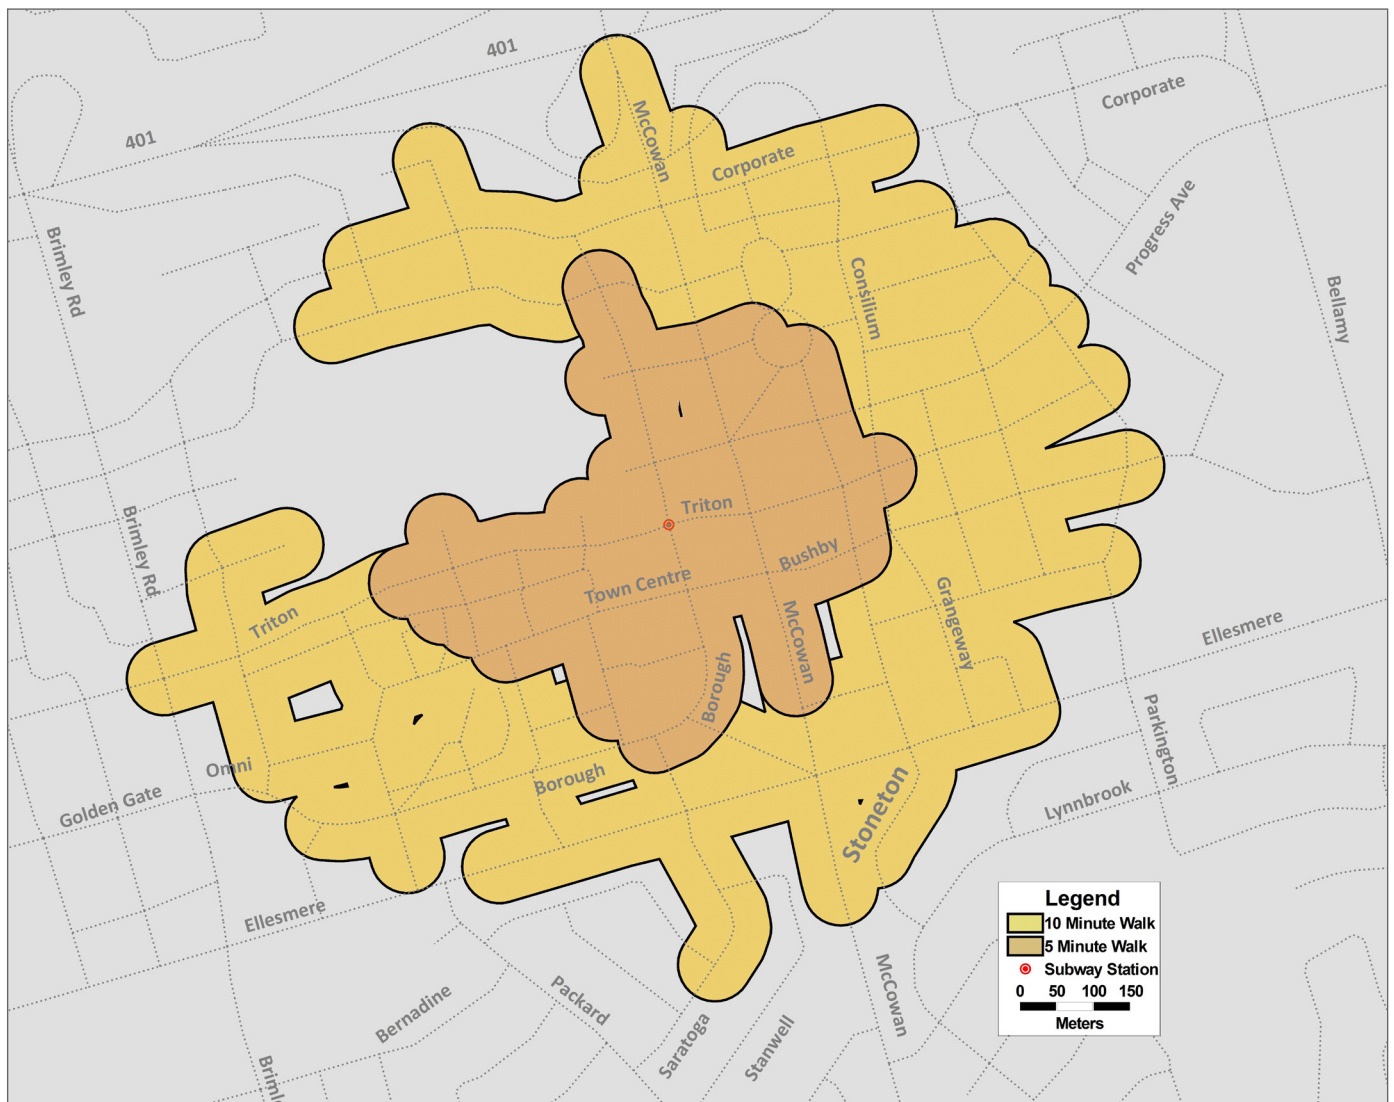 401
401
McCowan
Corporate
Corporate
Progress Ave
Brimley Rd
Consilium
Bellamy
Triton
Brimley Rd
Bushby
Town Centre
Grangeway
McCowan
Triton
Ellesmere
Borough
Parkington
Omni
Borough
Golden Gate
Stoneton
Lynnbrook
Ellesmere
McCowan
Packard
Bernadine
Saratoga
Stanwell
Briml
Legend
10 Minute Walk
5 Minute Walk
Subway Station
0 50 100 150
Meters